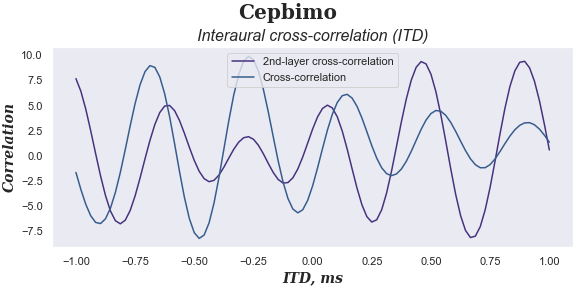 Cepbimo
Interaural cross-correlation (ITD)
2nd-layer cross-correlation
Cross-correlation
Correlation
10.0
7.5
5.0
2.5
0.0
−2.5
−5.0
−7.5
−1.00 −0.75 −0.50 −0.25 0.00 0.25 0.50 0.75 1.00
ITD, ms